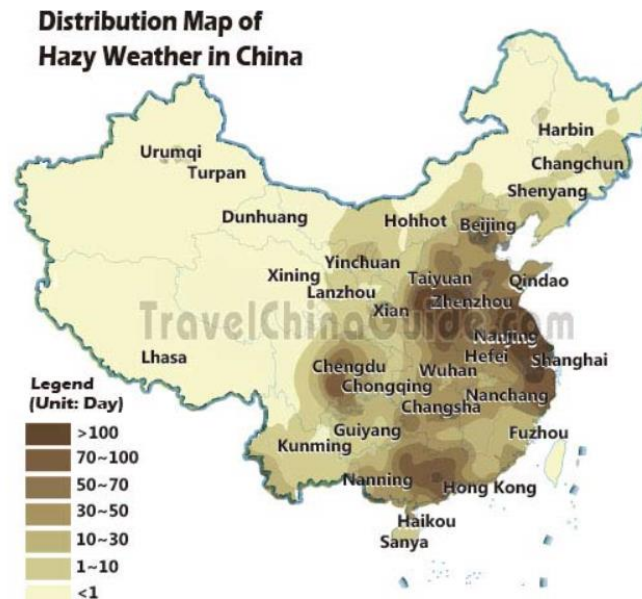 Distribution Map of
Hazy Weather in China
Harbin
Urumqi
Changchun
Turpan
Shenyang
Dunhuang
Hohhot
Beijing
Yinchuan
Xining
Taiyuan
Qindao
Lanzhou
Zhenzhou
Xian
TravelChinaGuide.com
Nanjing
Lhasa
Hefei
Shanghai
Chengdu
Wuhan
Chongqing
Nanchang
Changsha
Guiyang
Fuzhou
Kunming
Nanning
Hong Kong
Haikou
Sanya
Legend
(Unit: Day)
>100
70~100
50~70
30~50
10~30
1~10
<1